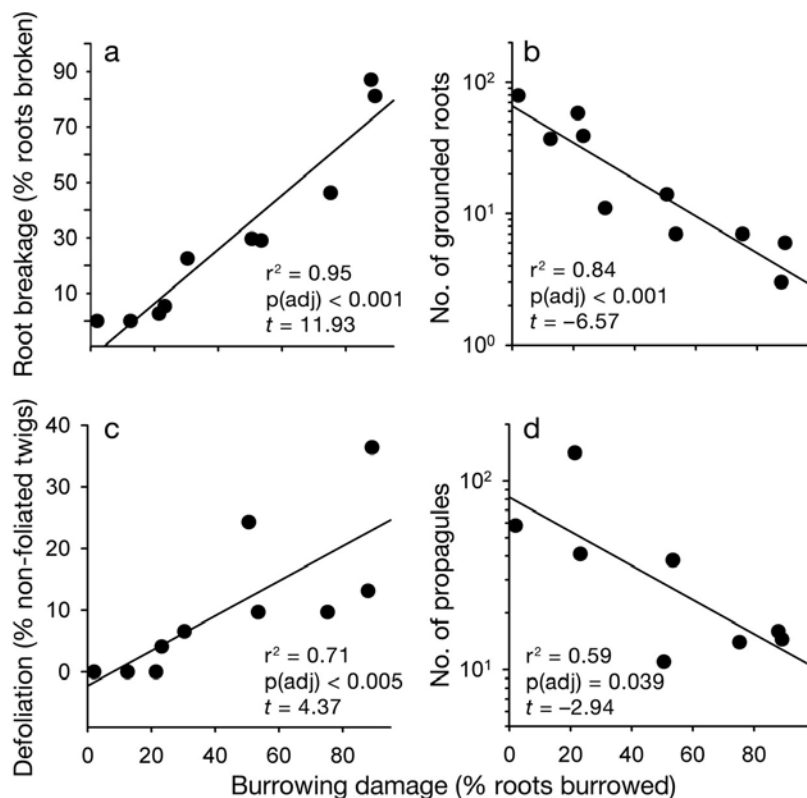 a
Root breakage (% roots broken)
90
70
50
30
10
r² = 0.95
p(adj) < 0.001
t = 11.93
b
No. of grounded roots
10²
10¹
10⁰
r² = 0.84
p(adj) < 0.001
t = –6.57
c
Defoliation (% non-foliated twigs)
40
30
20
10
0
r² = 0.71
p(adj) < 0.005
t = 4.37
0 20 40 60 80
d
No. of propagules
10²
10¹
r² = 0.59
p(adj) = 0.039
t = –2.94
0 20 40 60 80
Burrowing damage (% roots burrowed)